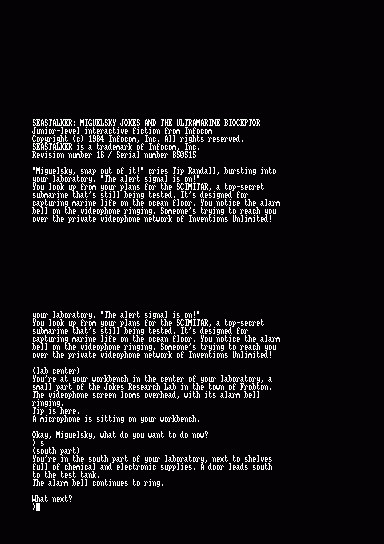 SEASTALKER: MIGUELSKY JOKES AND THE ULTRAMARINE BIOCEPTOR
Junior-level interactive fiction from Infocom
Copyright (c) 1984 Infocom, Inc. All rights reserved.
SEASTALKER is a trademark of Infocom, Inc.
Revision number 16 / Serial number 850515
"Miguelsky, snap out of it!" cries Tip Randall, bursting into
your laboratory. "The alert signal is on!"
You look up from your plans for the SCIMITAR, a top-secret
submarine that's still being tested. It's designed for
capturing marine life on the ocean floor. You notice the alarm
bell on the videophone ringing. Someone's trying to reach you
over the private videophone network of Inventions Unlimited!
your laboratory. "The alert signal is on!"
You look up from your plans for the SCIMITAR, a top-secret
submarine that's still being tested. It's designed for
capturing marine life on the ocean floor. You notice the alarm
bell on the videophone ringing. Someone's trying to reach you
over the private videophone network of Inventions Unlimited!
(lab center)
You're at your workbench in the center of your laboratory, a
small part of the Jokes Research Lab in the town of Frobton.
The videophone screen looms overhead, with its alarm bell
ringing.
Tip is here.
A microphone is sitting on your workbench.
Okay, Miguelsky, what do you want to do now?
> s
(south part)
You're in the south part of your laboratory, next to shelves
full of chemical and electronic supplies. A door leads south
to the test tank.
The alarm bell continues to ring.
What next?
>